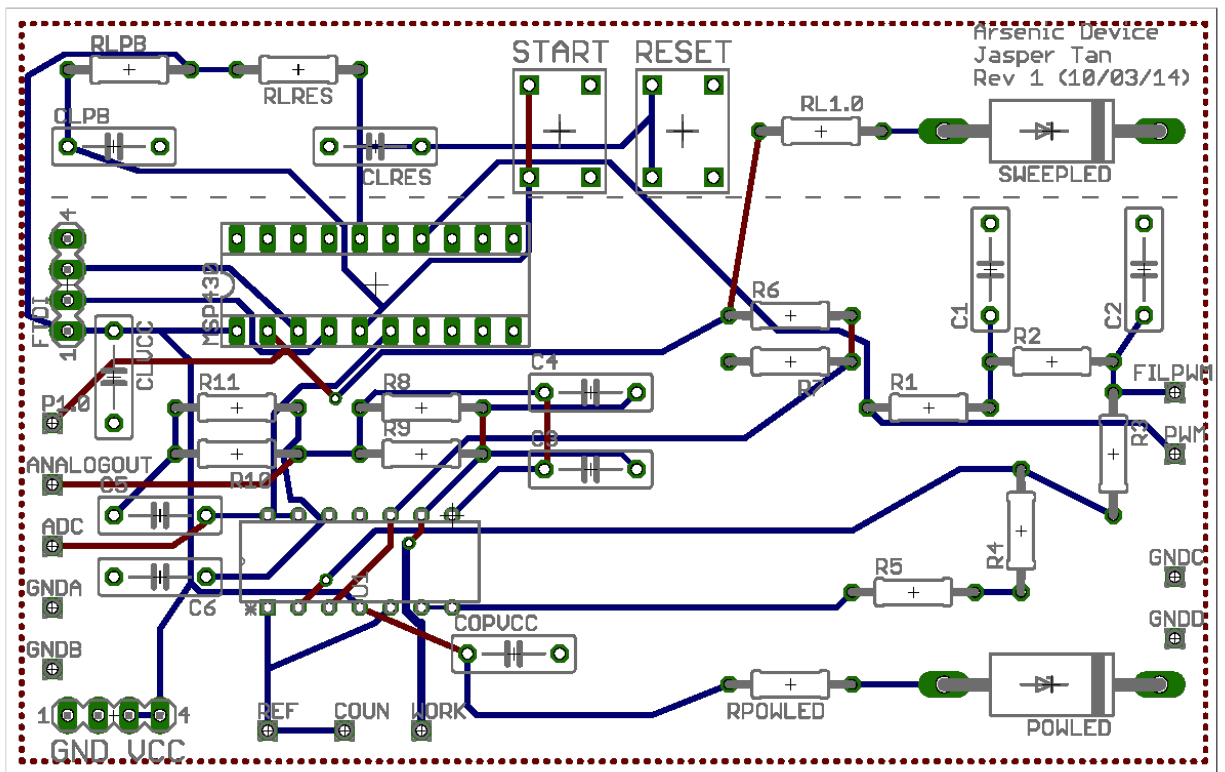 Arsenic Device
Jasper Tan
Rev 1 (10/03/14)
START RESET
RLPB
RLRES
RL1.0
CLPB
CLRES
SWEEPLED
4
FTDI
1
MSP430
CLVCC
R6
R7
C1
C2
R2
R1
R3
FILPWM
PWM
P1.0
R11
R8
R9
R10
C4
C3
ANALOGOUT
C5
ADC
C6
GNDA
GNDB
U1
*
R4
R5
GNDC
GNDD
COPVCC
RPOWLED
POWLED
REF COUN WORK
1 4
GND VCC